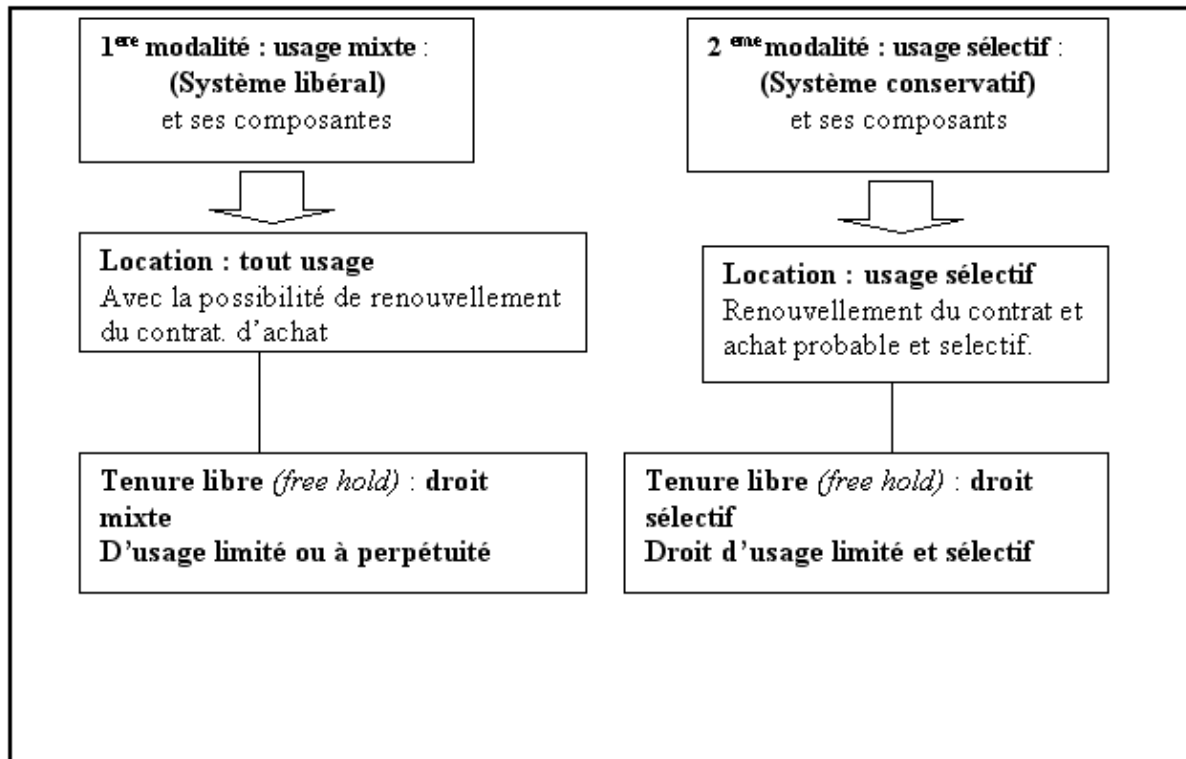 1ere modalité : usage mixte :
(Système libéral)
et ses composantes
Location : tout usage
Avec la possibilité de renouvellement
du contrat. d’achat
Tenure libre (free hold) : droit
mixte
D’usage limité ou à perpétuité
2 eme modalité : usage sélectif :
(Système conservatif)
et ses composants
Location : usage sélectif
Renouvellement du contrat et
achat probable et selectif.
Tenure libre (free hold) : droit
sélectif
Droit d’usage limité et sélectif